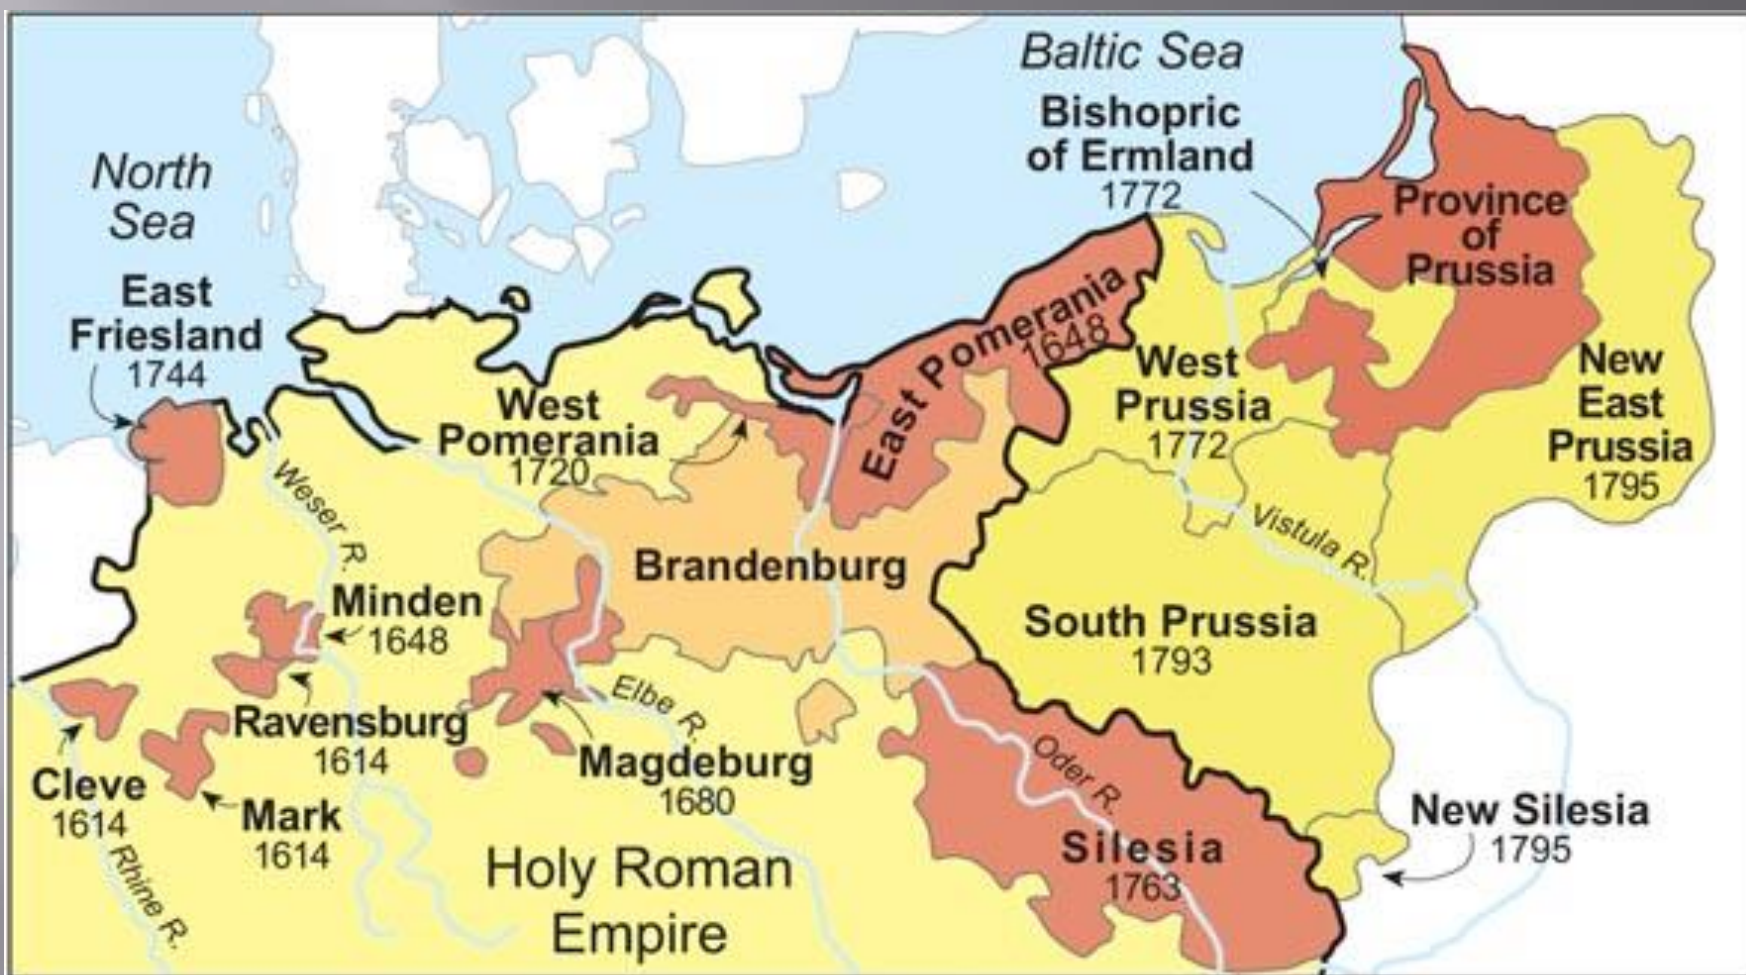 Baltic Sea
Bishopric
of Ermland
1772
North
Sea
Province
of
Prussia
East
Friesland
1744
East Pomerania
1648
West
Pomerania
1720
West
Prussia
1772
New
East
Prussia
1795
Weser R.
Vistula R.
Brandenburg
Minden
1648
South Prussia
1793
Ravensburg
1614
Elbe R.
Magdeburg
1680
Oder R.
Cleve
1614
Mark
1614
New Silesia
1795
Silesia
1763
Rhine R.
Holy Roman
Empire